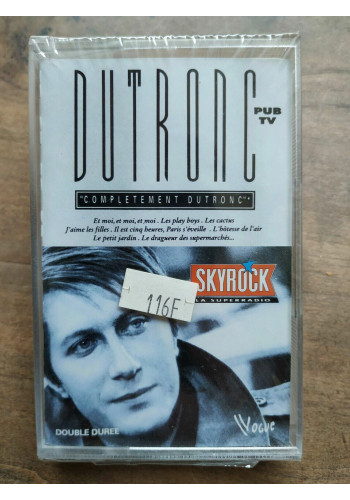 DUTRONC
PUB
TV
"COMPLETEMENT DUTRONC"
Et moi, et moi, et moi . Les play boys . Les cactus
J'aime les filles . Il est cinq heures, Paris s'éveille . L'hôtesse de l'air
Le petit jardin . Le dragueur des supermarchés...
SKYROCK
LA SUPERRADIO
116F
DOUBLE DUREE
Vogue